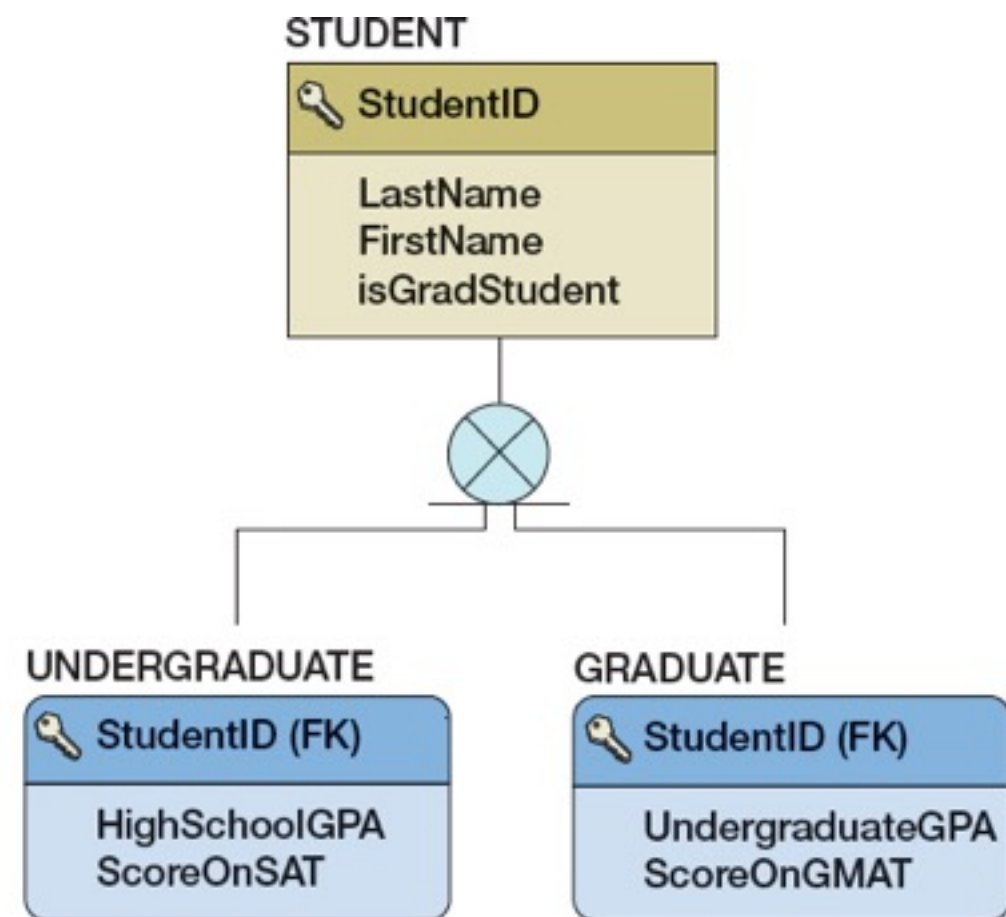 STUDENT
StudentID
LastName
FirstName
isGradStudent
UNDERGRADUATE
StudentID (FK)
HighSchoolGPA
ScoreOnSAT
GRADUATE
StudentID (FK)
UndergraduateGPA
ScoreOnGMAT